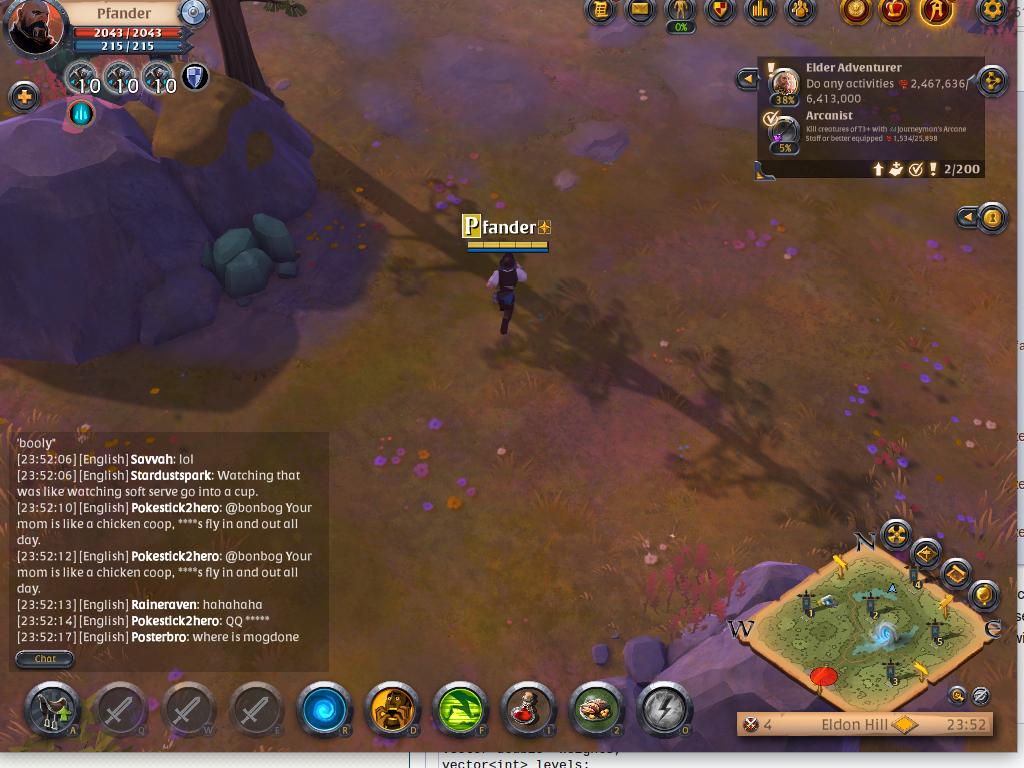 Pfander
2043 / 2043
215 / 215
10 10 10
0%
Elder Adventurer
Do any activities 2,467,636/
6,413,000
38%
Arcanist
Kill creatures of T3+ with Journeyman's Arcane
Staff or better equipped 1,534/25,898
5%
2/200
Pfander
'booly"
[23:52:06] [English] Savvah: lol
[23:52:06] [English] Stardustspark: Watching that
was like watching soft serve go into a cup.
[23:52:10] [English] Pokestick2hero: @bonbog Your
mom is like a chicken coop, ****s fly in and out all
day.
[23:52:12] [English] Pokestick2hero: @bonbog Your
mom is like a chicken coop, ****s fly in and out all
day.
[23:52:13] [English] Raineraven: hahahaha
[23:52:14] [English] Pokestick2hero: QQ *****
[23:52:17] [English] Posterbro: where is mogdone
Chat
N
W
E
1
2
3
4
5
A Q W E R D F 1 2 O
4 Eldon Hill 23:52
vector<int> levels;